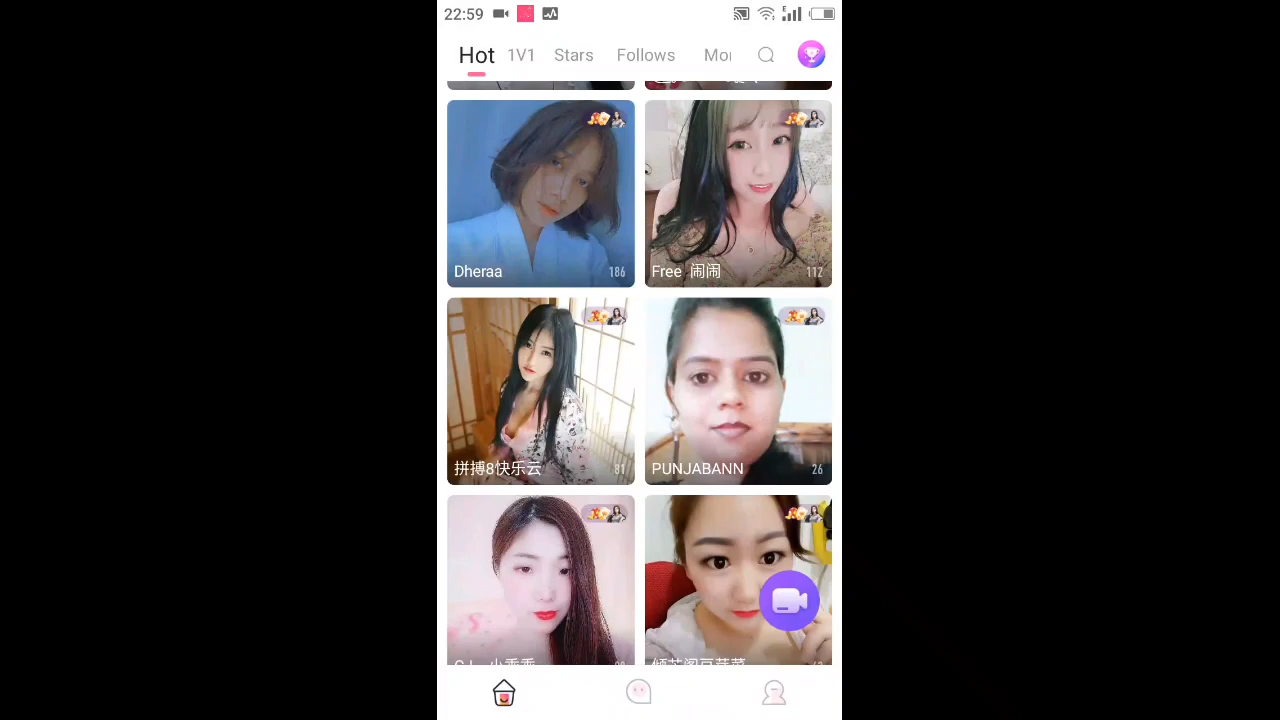 22:59
E
Hot 1V1 Stars Follows Mor
Dheraa 186
Free 闹闹 112
拼搏8快乐云 81
PUNJABANN 26